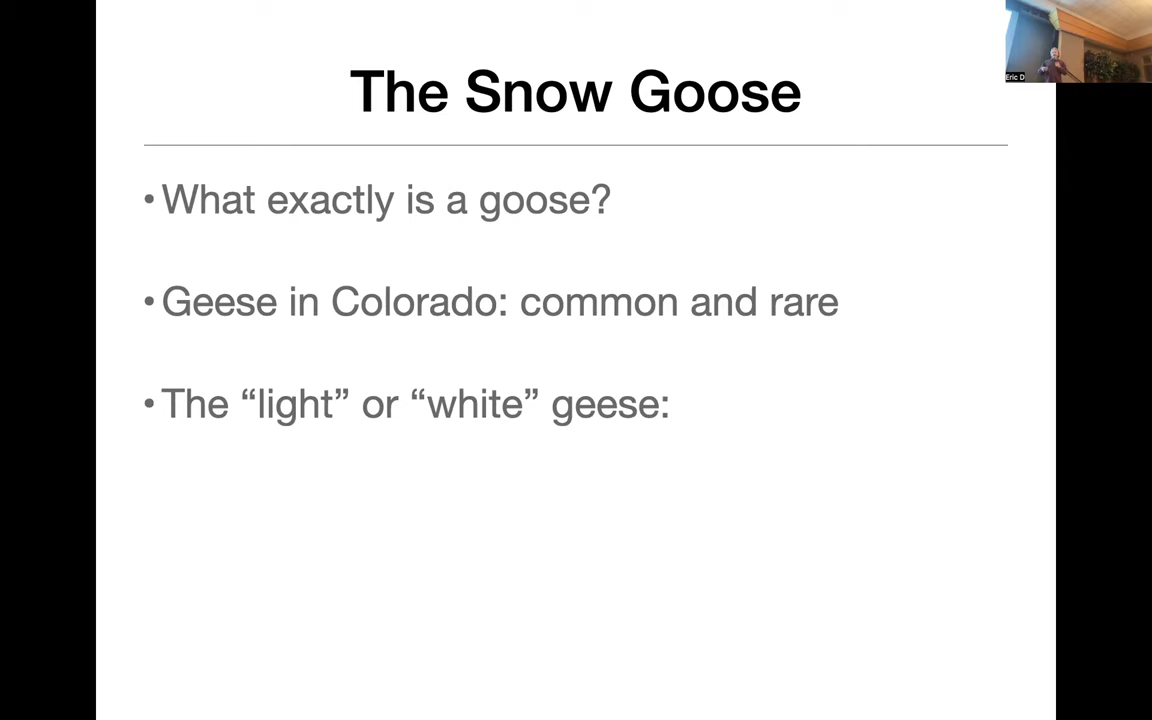 The Snow Goose
Eric D
• What exactly is a goose?
• Geese in Colorado: common and rare
• The “light” or “white” geese: